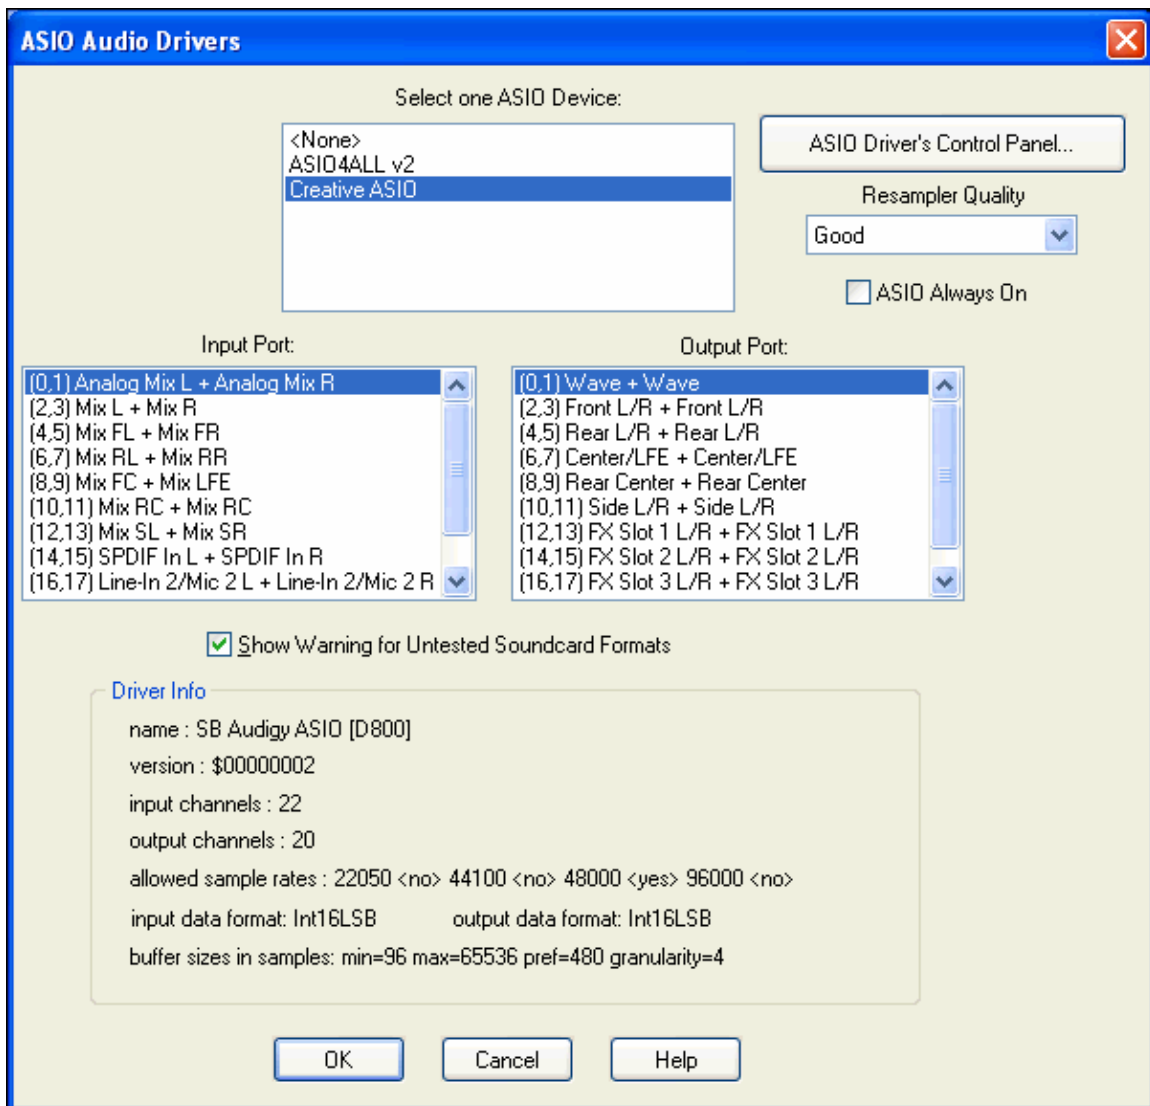 ASIO Audio Drivers
Select one ASIO Device:
<None>
ASIO4ALL v2
Creative ASIO
ASIO Driver's Control Panel...
Resampler Quality
Good
ASIO Always On
Input Port:
(0,1) Analog Mix L + Analog Mix R
(2,3) Mix L + Mix R
(4,5) Mix FL + Mix FR
(6,7) Mix RL + Mix RR
(8,9) Mix FC + Mix LFE
(10,11) Mix RC + Mix RC
(12,13) Mix SL + Mix SR
(14,15) SPDIF In L + SPDIF In R
(16,17) Line-In 2/Mic 2 L + Line-In 2/Mic 2 R
Output Port:
(0,1) Wave + Wave
(2,3) Front L/R + Front L/R
(4,5) Rear L/R + Rear L/R
(6,7) Center/LFE + Center/LFE
(8,9) Rear Center + Rear Center
(10,11) Side L/R + Side L/R
(12,13) FX Slot 1 L/R + FX Slot 1 L/R
(14,15) FX Slot 2 L/R + FX Slot 2 L/R
(16,17) FX Slot 3 L/R + FX Slot 3 L/R
Show Warning for Untested Soundcard Formats
Driver Info
name : SB Audigy ASIO [D800]
version : $00000002
input channels : 22
output channels : 20
allowed sample rates : 22050 <no> 44100 <no> 48000 <yes> 96000 <no>
input data format: Int16LSB output data format: Int16LSB
buffer sizes in samples: min=96 max=65536 pref=480 granularity=4
OK
Cancel
Help